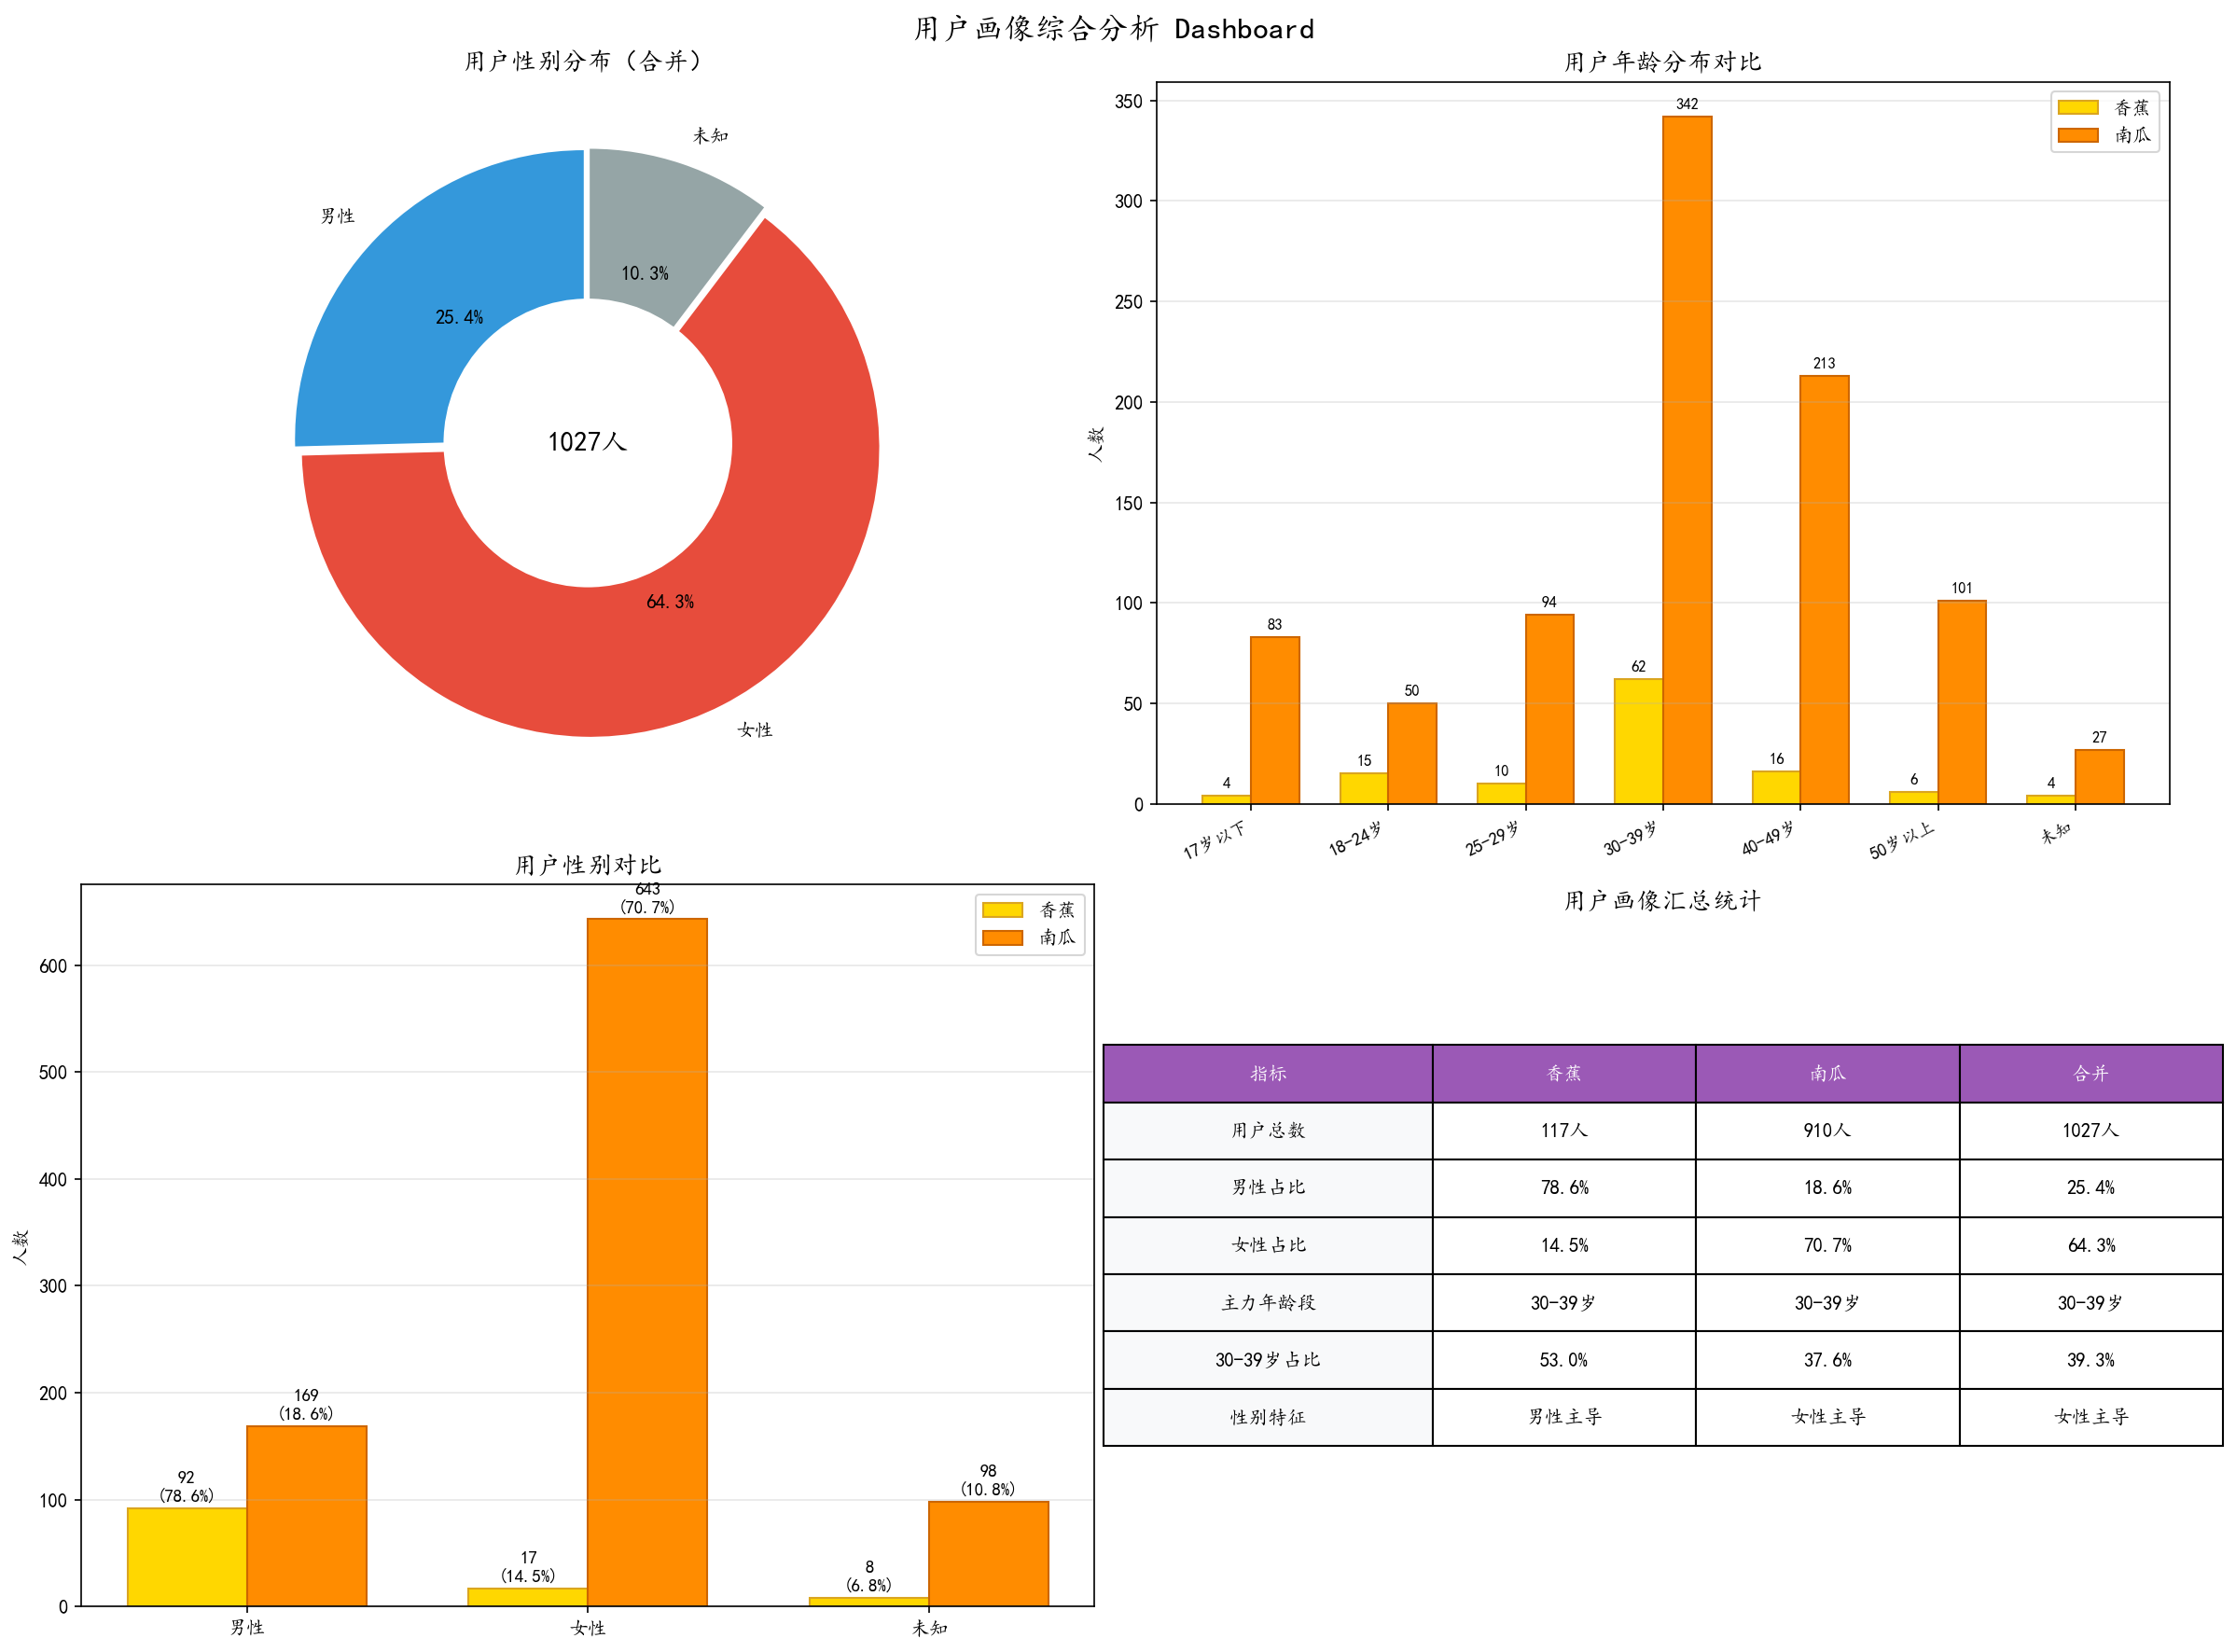 用户画像综合分析 Dashboard
用户性别分布（合并）
未知
男性
10.3%
25.4%
1027人
64.3%
女性
用户年龄分布对比
香蕉
南瓜
人数
350
300
250
200
150
100
50
0
4
83
15
50
10
94
62
342
16
213
6
101
4
27
17岁以下
18-24岁
25-29岁
30-39岁
40-49岁
50岁以上
未知
用户性别对比
香蕉
南瓜
人数
600
500
400
300
200
100
0
92
(78.6%)
169
(18.6%)
17
(14.5%)
643
(70.7%)
8
(6.8%)
98
(10.8%)
男性
女性
未知
用户画像汇总统计
指标 香蕉 南瓜 合并
用户总数 117人 910人 1027人
男性占比 78.6% 18.6% 25.4%
女性占比 14.5% 70.7% 64.3%
主力年龄段 30-39岁 30-39岁 30-39岁
30-39岁占比 53.0% 37.6% 39.3%
性别特征 男性主导 女性主导 女性主导